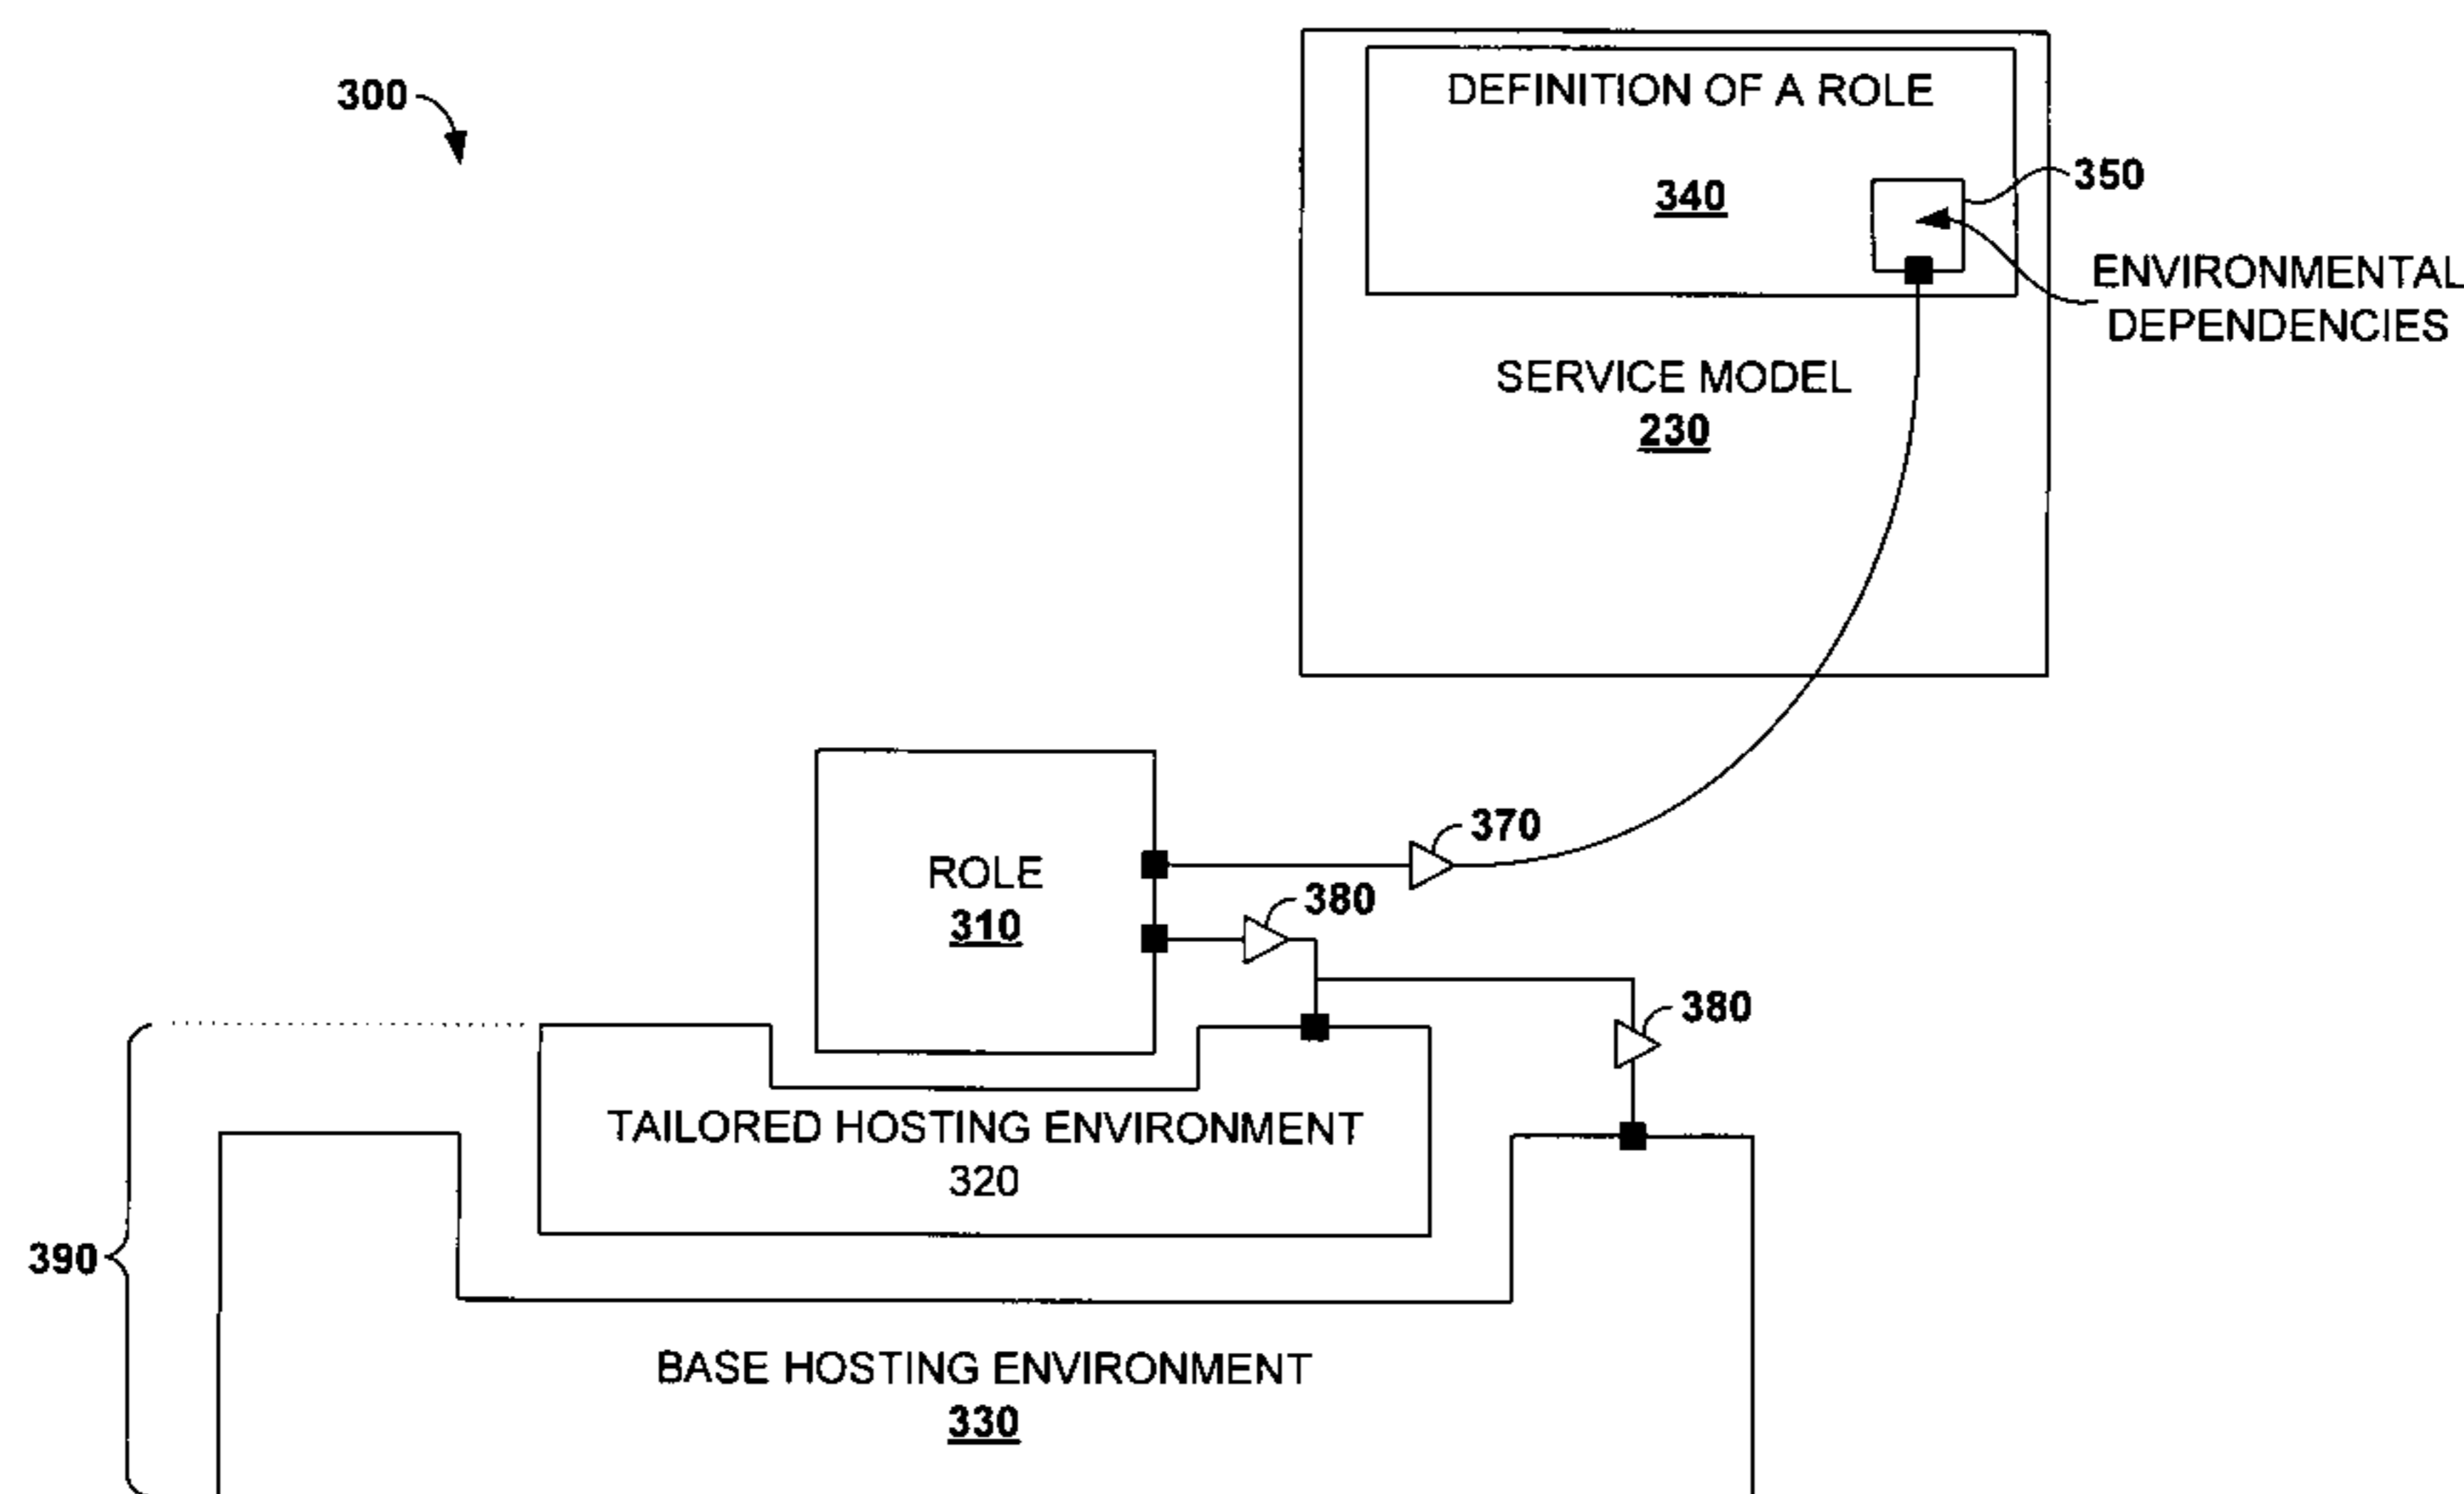 300
DEFINITION OF A ROLE
340
350
ENVIRONMENTAL
DEPENDENCIES
SERVICE MODEL
230
370
ROLE
310
380
380
TAILORED HOSTING ENVIRONMENT
320
390
BASE HOSTING ENVIRONMENT
330